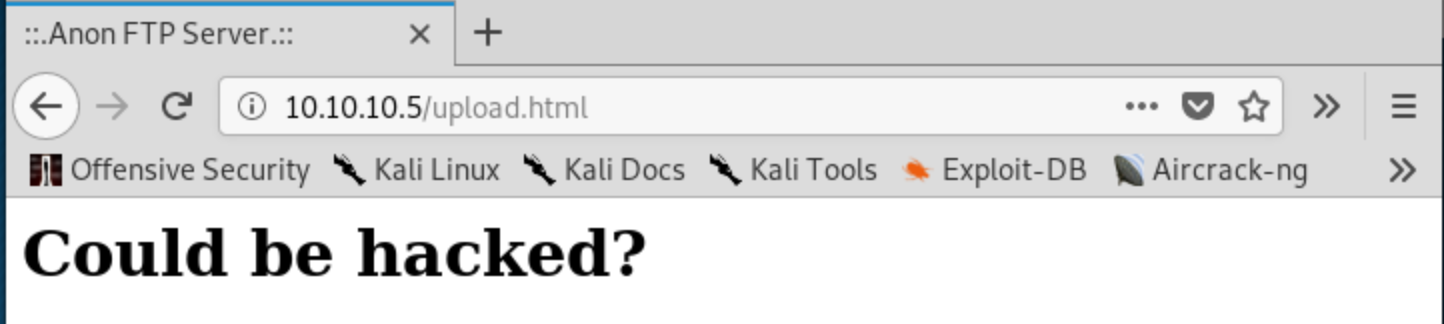 ::.Anon FTP Server.::
10.10.10.5/upload.html
Offensive Security Kali Linux Kali Docs Kali Tools Exploit-DB Aircrack-ng
Could be hacked?